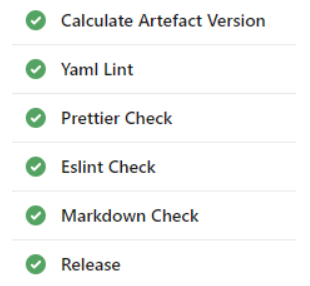 Calculate Artefact Version
Yaml Lint
Prettier Check
Eslint Check
Markdown Check
Release